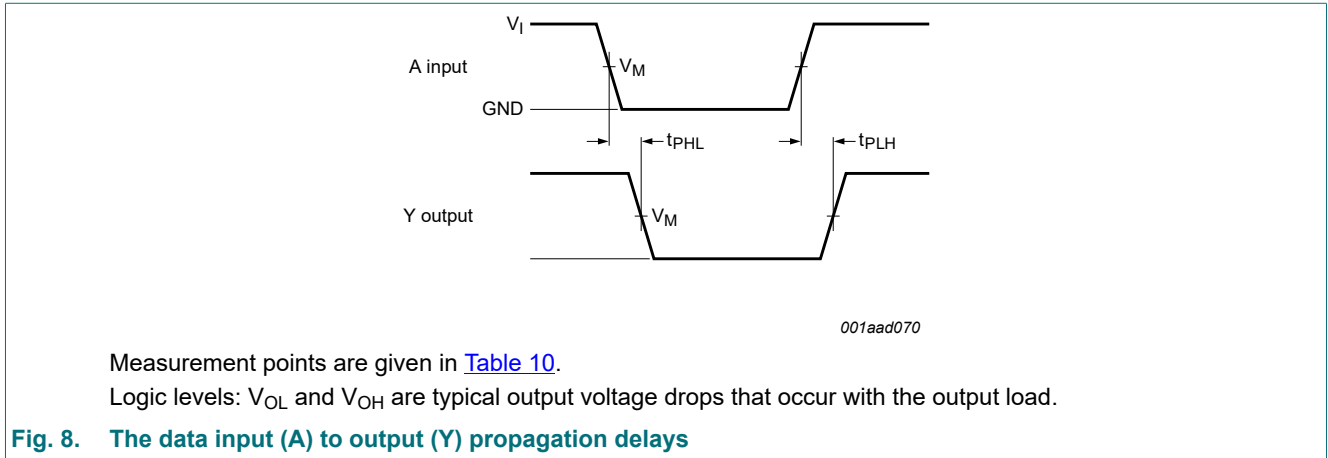 VI
A input
VM
GND
tPHL
tPLH
Y output
VM
001aad070
Measurement points are given in Table 10.
Logic levels: VOL and VOH are typical output voltage drops that occur with the output load.
Fig. 8. The data input (A) to output (Y) propagation delays